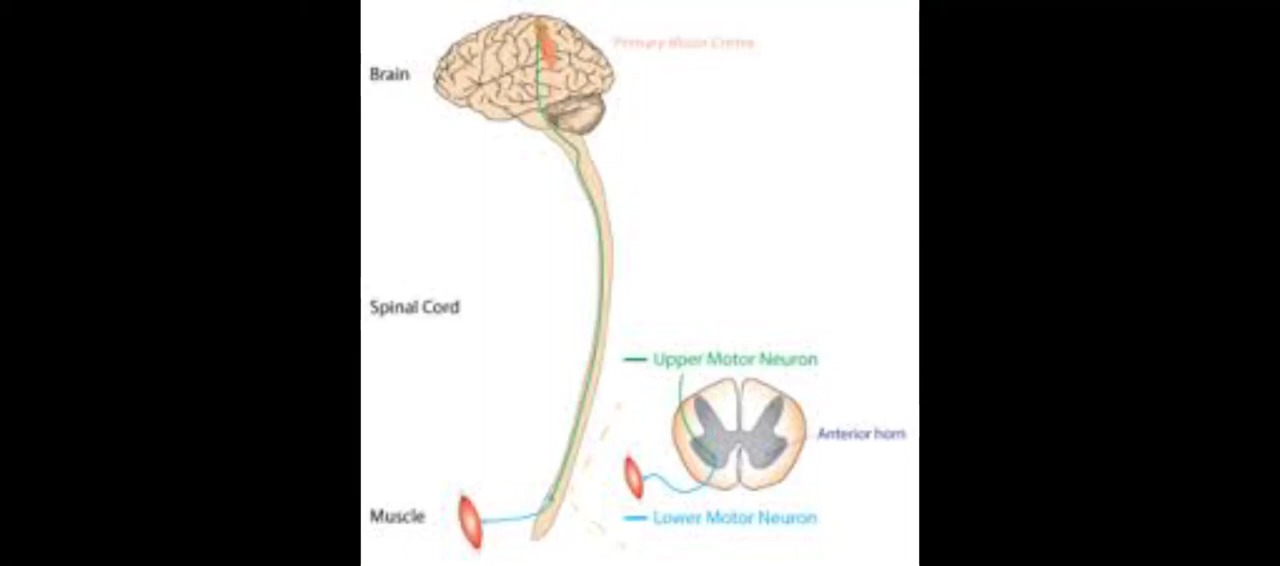 Primary Motor Cortex
Brain
Spinal Cord
Upper Motor Neuron
Anterior horn
Muscle
Lower Motor Neuron